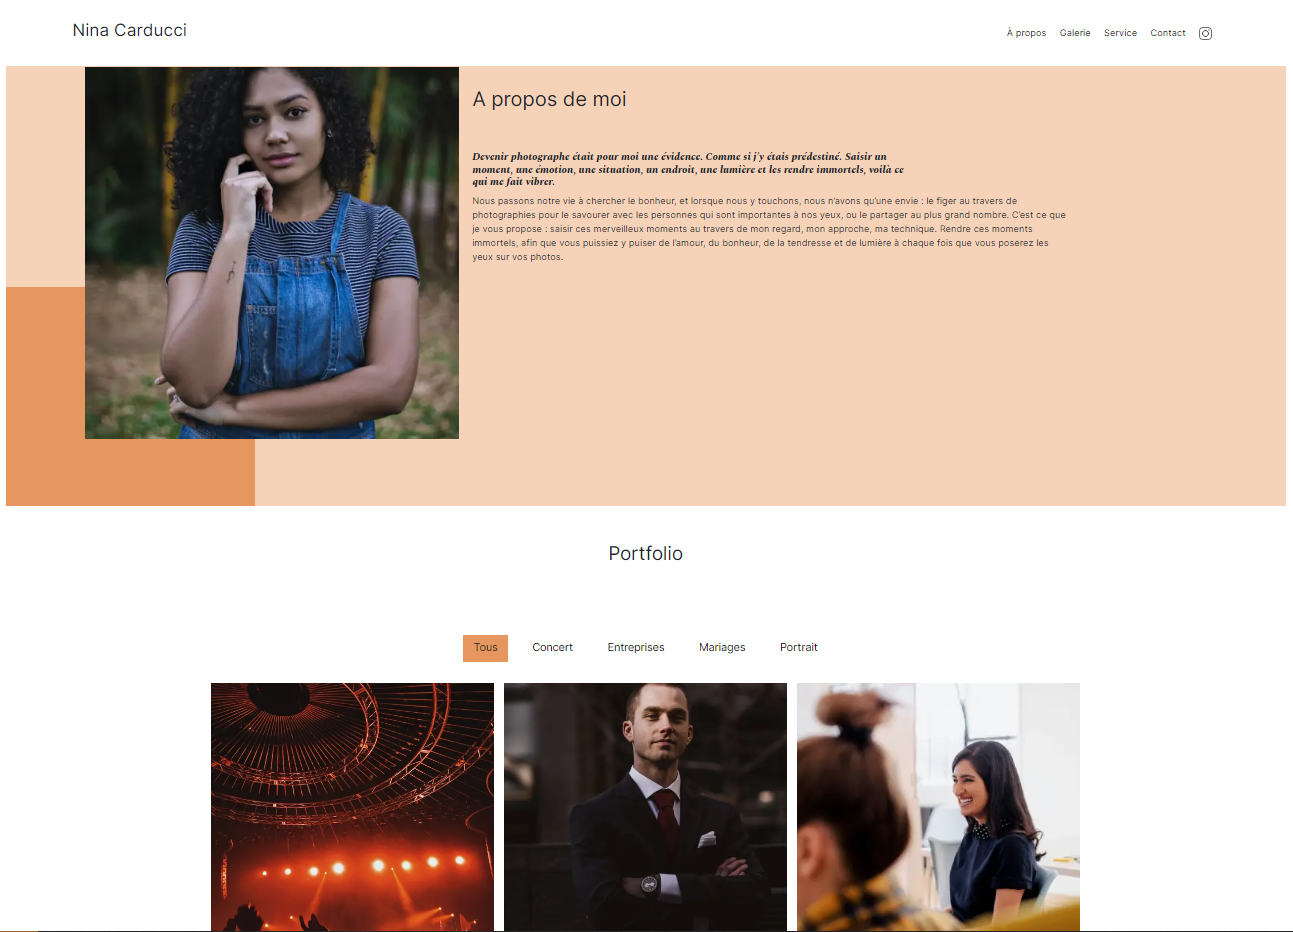 Nina Carducci
À propos Galerie Service Contact
A propos de moi
Devenir photographe était pour moi une évidence. Comme si j'y étais prédestiné. Saisir un
moment, une émotion, une situation, un endroit, une lumière et les rendre immortels, voilà ce
qui me fait vibrer.
Nous passons notre vie à chercher le bonheur, et lorsque nous y touchons, nous n'avons qu'une envie : le figer au travers de
photographies pour le savourer avec les personnes qui sont importantes à nos yeux, ou le partager au plus grand nombre. C'est ce que
je vous propose : saisir ces merveilleux moments au travers de mon regard, mon approche, ma technique. Rendre ces moments
immortels, afin que vous puissiez y puiser de l'amour, du bonheur, de la tendresse et de lumière à chaque fois que vous poserez les
yeux sur vos photos.
Portfolio
Tous Concert Entreprises Mariages Portrait